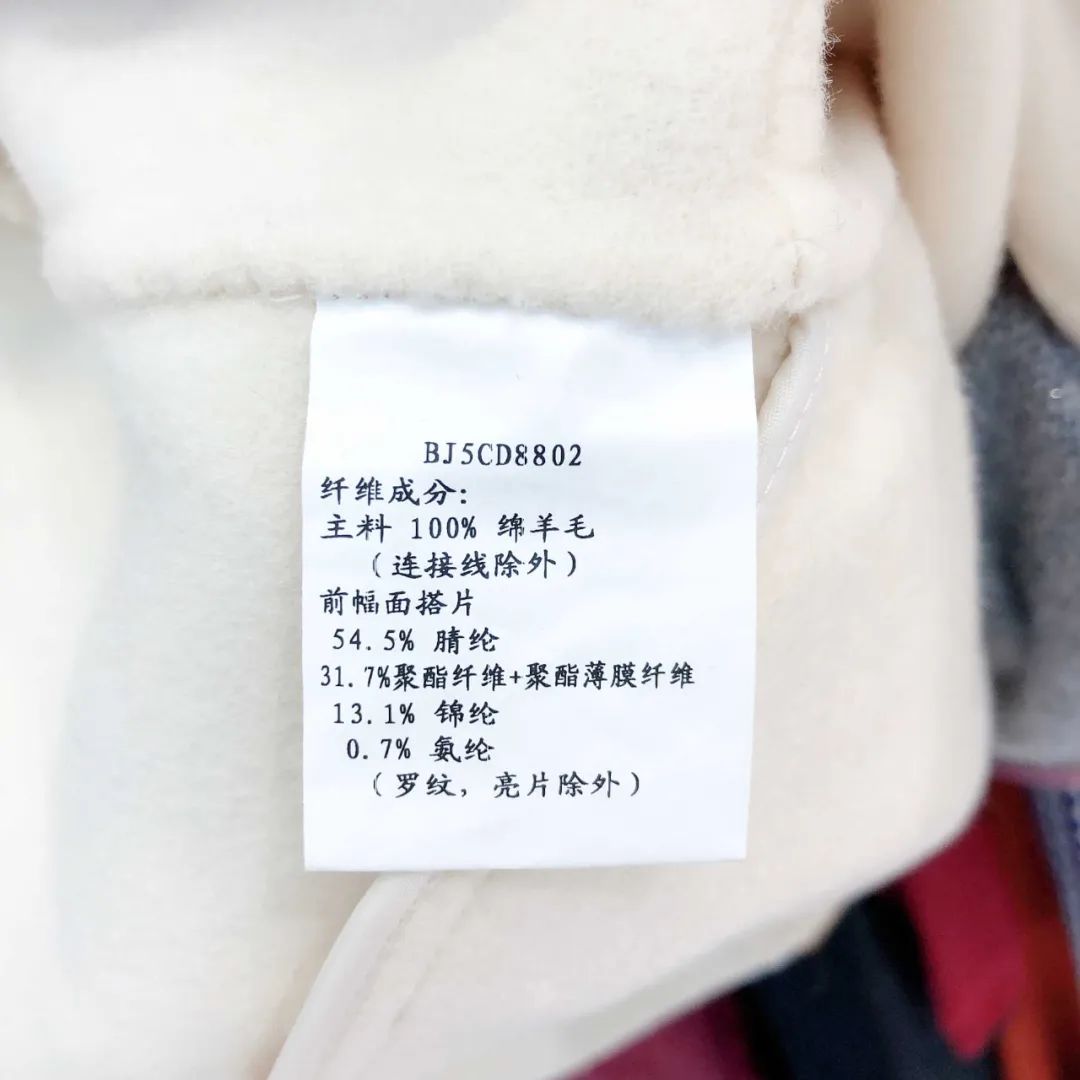 BJ5CD8802
纤维成分:
主料 100% 绵羊毛
(连接线除外)
前幅面搭片
54.5% 腈纶
31.7%聚酯纤维+聚酯薄膜纤维
13.1% 锦纶
0.7% 氨纶
(罗纹, 亮片除外)